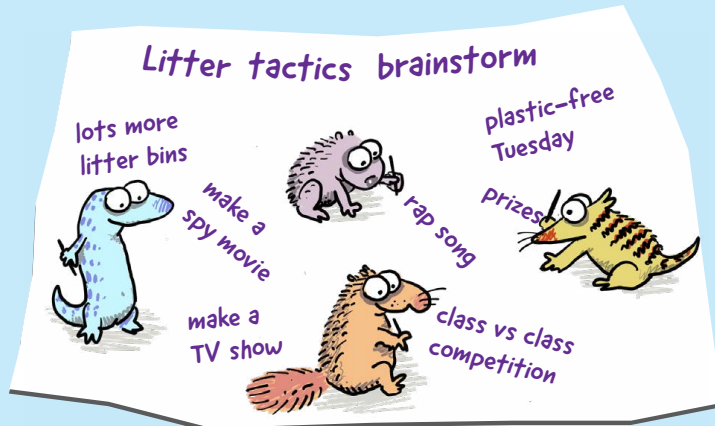 Litter tactics brainstorm
lots more
litter bins
make a
spy movie
rap song
plastic-free
Tuesday
prizes
make a
TV show
class vs class
competition